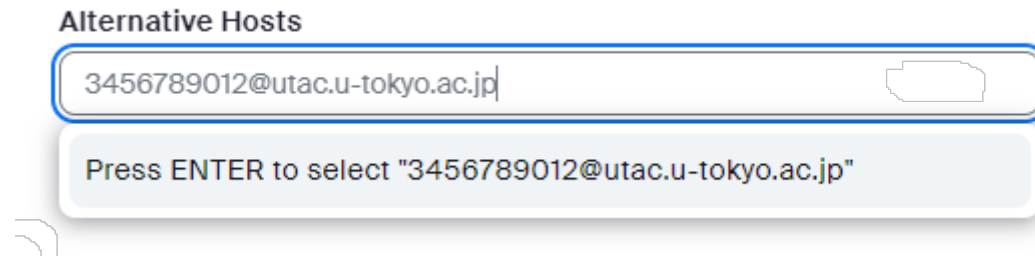 Alternative Hosts
3456789012@utac.u-tokyo.ac.jp
Press ENTER to select "3456789012@utac.u-tokyo.ac.jp"